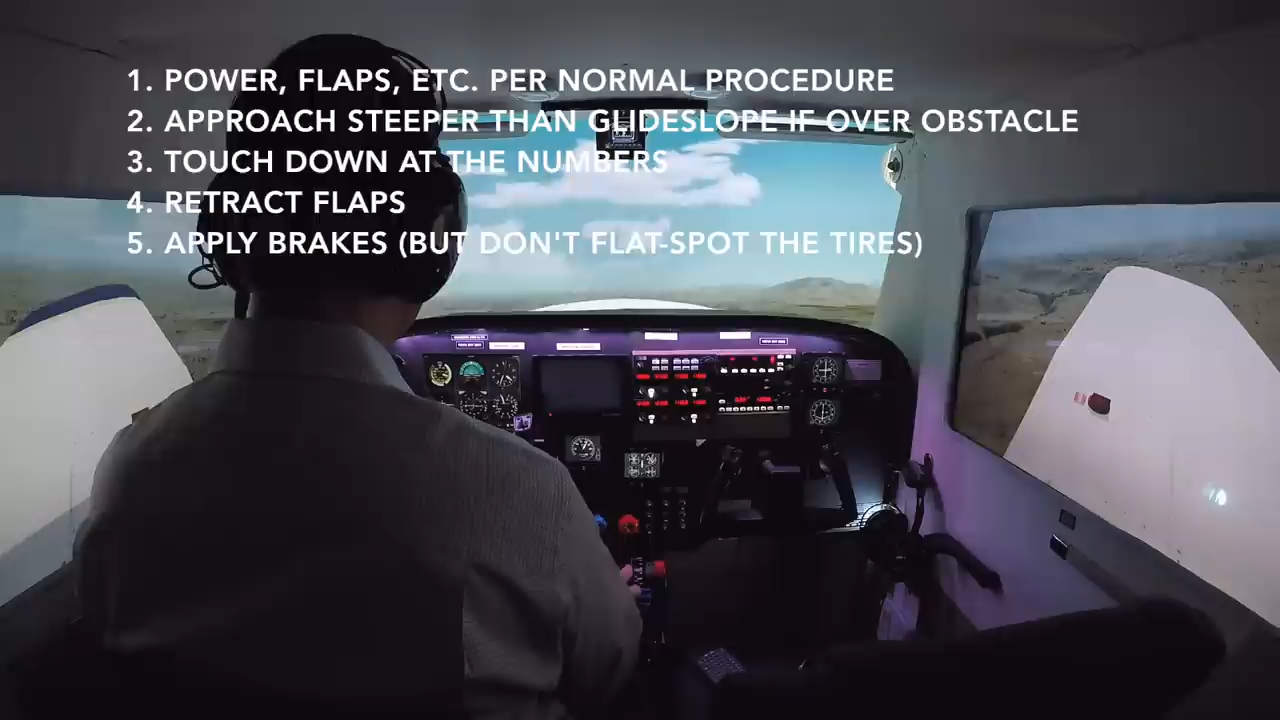 1. POWER, FLAPS, ETC. PER NORMAL PROCEDURE
2. APPROACH STEEPER THAN GLIDESLOPE IF OVER OBSTACLE
3. TOUCH DOWN AT THE NUMBERS
4. RETRACT FLAPS
5. APPLY BRAKES (BUT DON'T FLAT-SPOT THE TIRES)